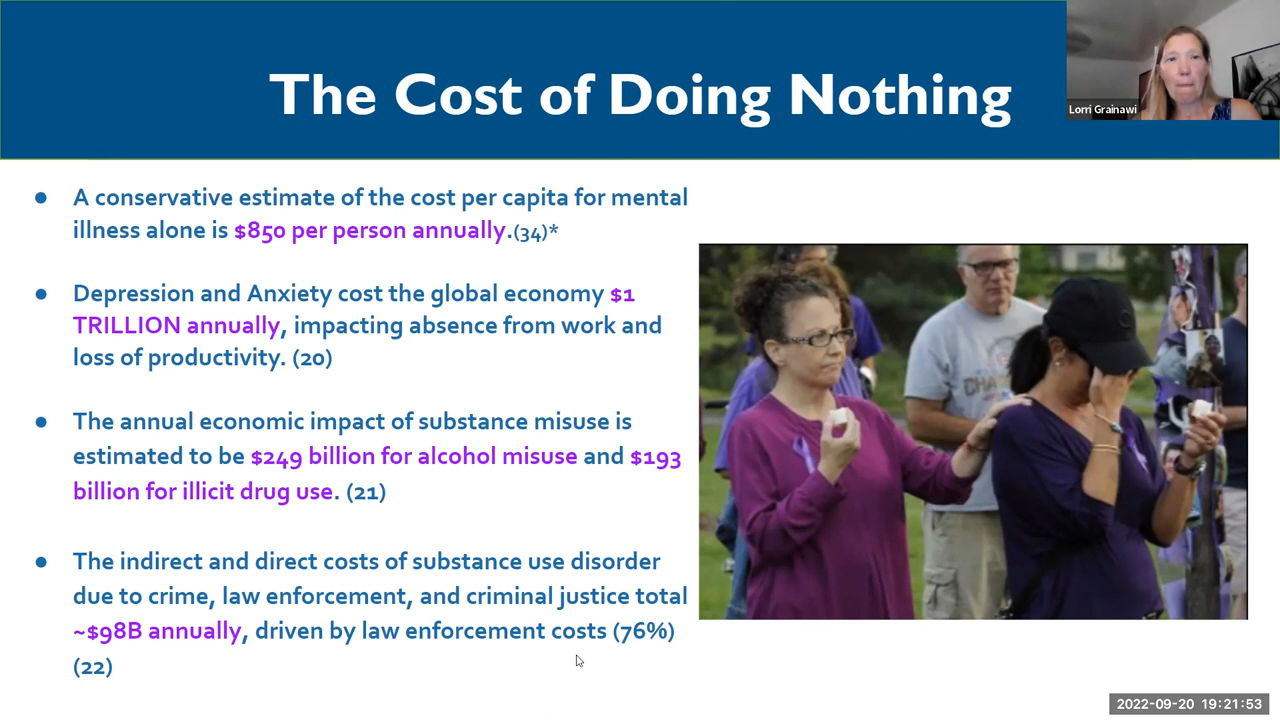 The Cost of Doing Nothing
Lorri Grainawi
● A conservative estimate of the cost per capita for mental
illness alone is $850 per person annually.(34)*
● Depression and Anxiety cost the global economy $1
TRILLION annually, impacting absence from work and
loss of productivity. (20)
● The annual economic impact of substance misuse is
estimated to be $249 billion for alcohol misuse and $193
billion for illicit drug use. (21)
● The indirect and direct costs of substance use disorder
due to crime, law enforcement, and criminal justice total
~$98B annually, driven by law enforcement costs (76%)
(22)
2022-09-20 19:21:53